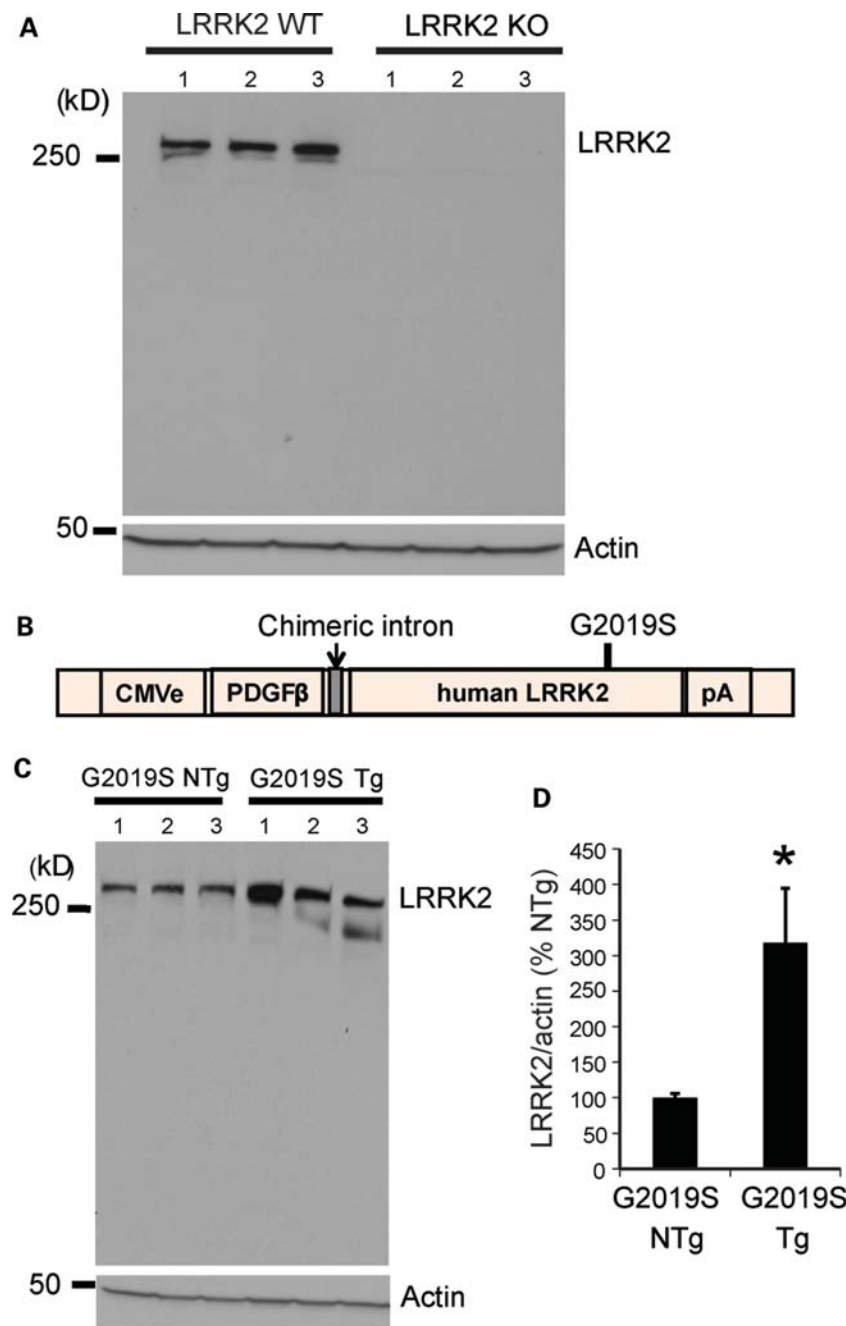 A
LRRK2 WT LRRK2 KO
1 2 3 1 2 3
(kD)
250
LRRK2
50
Actin
B
Chimeric intron G2019S
CMVe PDGFβ human LRRK2 pA
C
G2019S NTg G2019S Tg
1 2 3 1 2 3
(kD)
250
LRRK2
50
Actin
D
*
LRRK2/actin (% NTg)
450
400
350
300
250
200
150
100
50
0
G2019S NTg
G2019S Tg